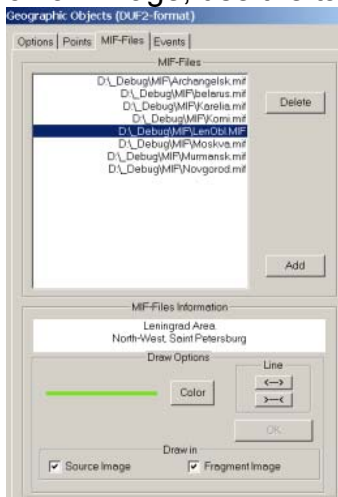 Geographic Objects (DUF2-format)
Options Points MIF-Files Events
MIF-Files
D:\_Debug\MIF\Archangelsk.mif
D:\_Debug\MIF\belarus.mif
D:\_Debug\MIF\Karelia.mif
D:\_Debug\MIF\Komi.mif
D:\_Debug\MIF\LenObl.MIF
D:\_Debug\MIF\Moskva.mif
D:\_Debug\MIF\Murmansk.mif
D:\_Debug\MIF\Novgorod.mif
Delete
Add
MIF-Files Information
Leningrad Area.
North-West, Saint Petersburg
Draw Options
Line
Color
<-->
>--<
OK
Draw in
Source Image
Fragment Image